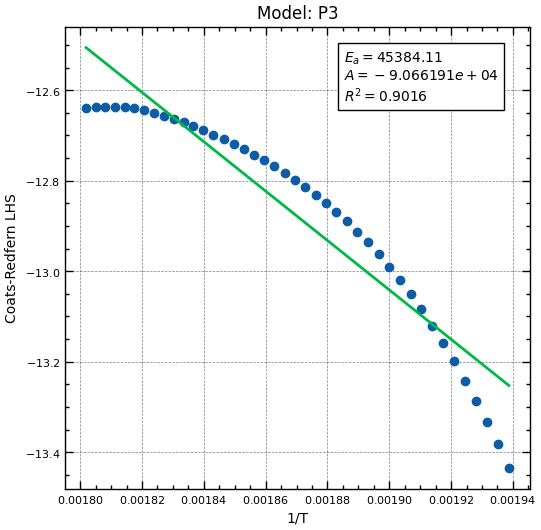 Model: P3
Coats-Redfern LHS
−12.6
−12.8
−13.0
−13.2
−13.4
Eₐ = 45384.11
A = −9.066191e + 04
R² = 0.9016
0.00180 0.00182 0.00184 0.00186 0.00188 0.00190 0.00192 0.00194
1/T